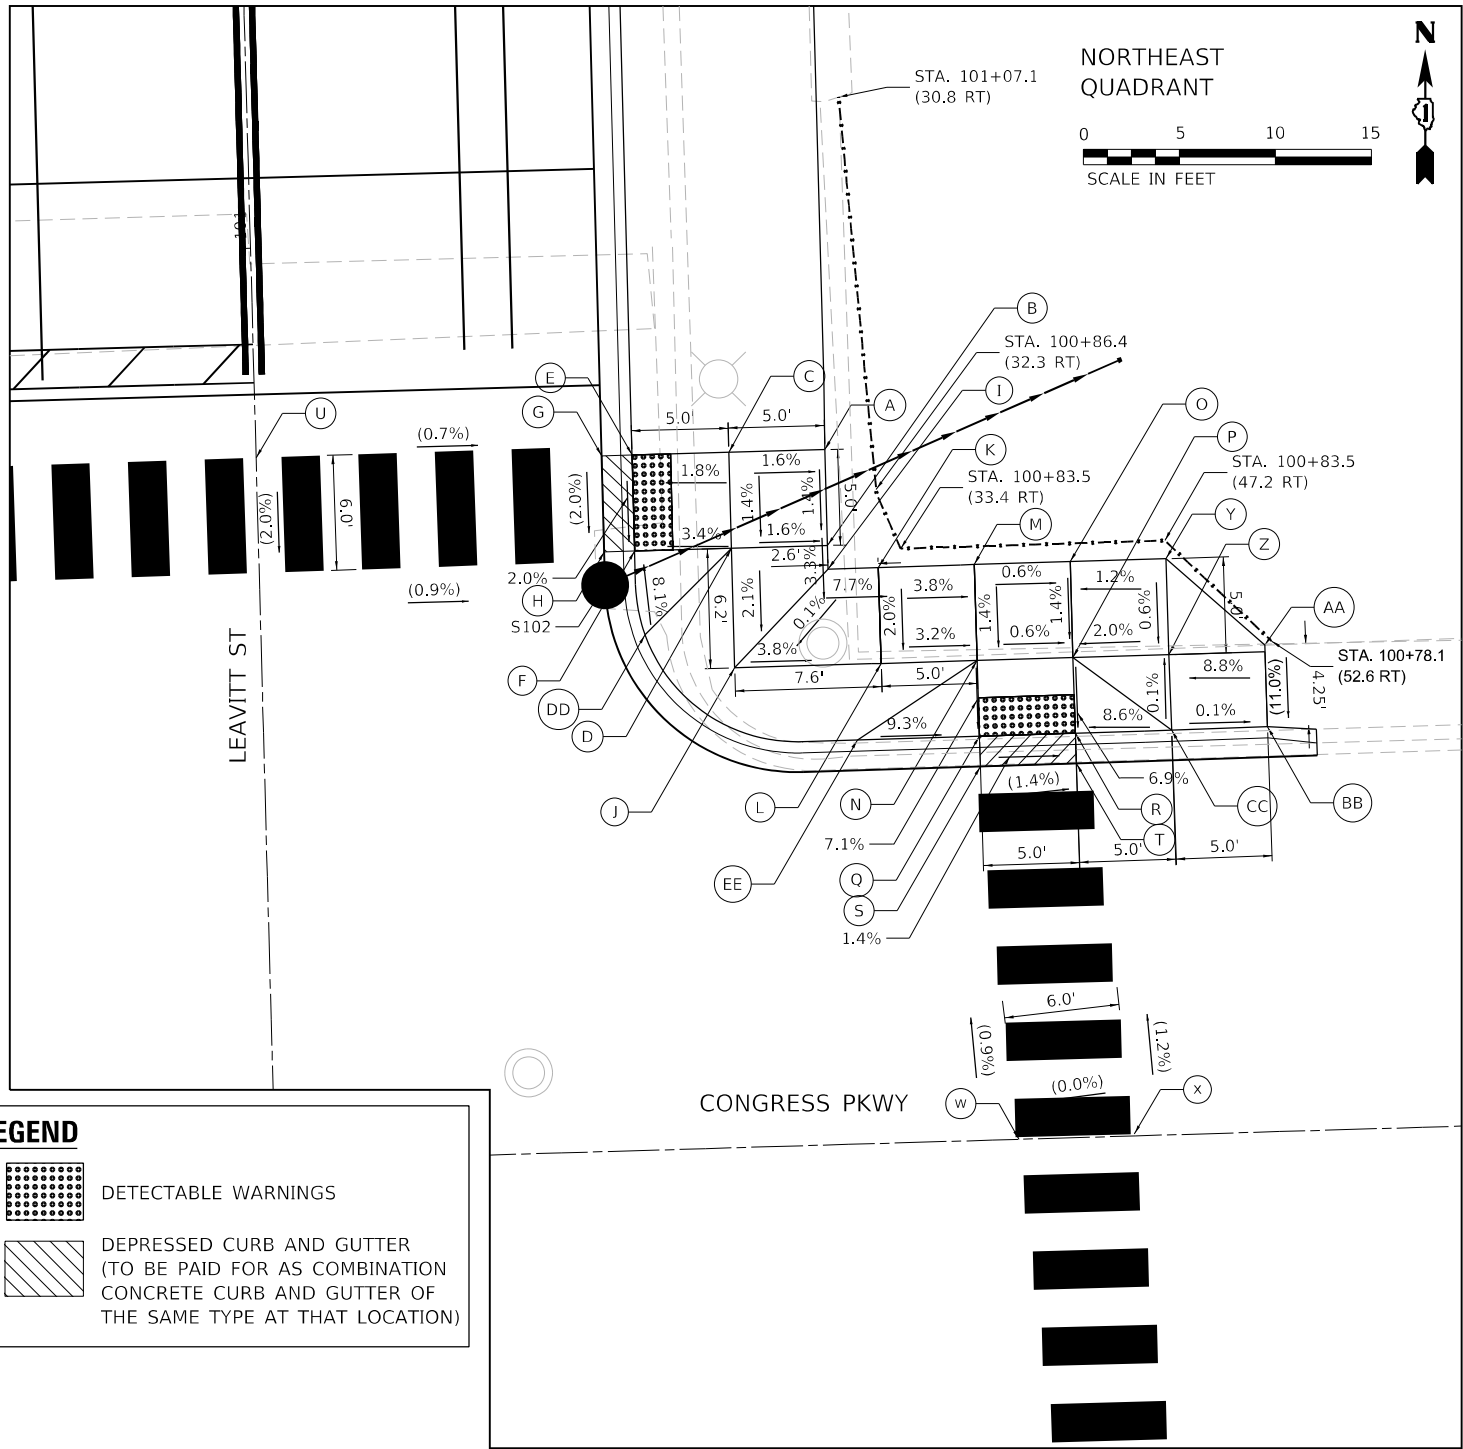 NORTHEAST
QUADRANT
N
0 5 10 15
SCALE IN FEET
STA. 101+07.1
(30.8 RT)
101
B
STA. 100+86.4
(32.3 RT)
E
C
I
G
U
A
O
5.0' 5.0'
(0.7%)
P
K
STA. 100+83.5
(47.2 RT)
STA. 100+83.5
(33.4 RT)
1.8%
1.6%
(2.0%)
(2.0%)
6.0'
1.4%
1.4%
5.0'
M
Y
3.4%
1.6%
Z
2.0%
2.6'
3.3%
(0.9%)
H
S102
8.1%
6.2'
2.1%
0.1%
7.7%
3.8%
0.6%
1.2%
2.0%
1.4%
1.4%
0.6%
5.0'
AA
3.2%
0.6%
2.0%
3.8%
F
7.6'
5.0'
STA. 100+78.1
(52.6 RT)
8.8%
(11.0%)
4.25'
DD
D
9.3%
8.6%
0.1%
0.1%
LEAVITT ST
6.9%
(1.4%)
J
L
N
R
CC
BB
7.1%
T
5.0' 5.0' 5.0'
EE
Q
S
1.4%
6.0'
(0.9%)
(1.2%)
(0.0%)
CONGRESS PKWY
W
X
EGEND
DETECTABLE WARNINGS
DEPRESSED CURB AND GUTTER
(TO BE PAID FOR AS COMBINATION
CONCRETE CURB AND GUTTER OF
THE SAME TYPE AT THAT LOCATION)